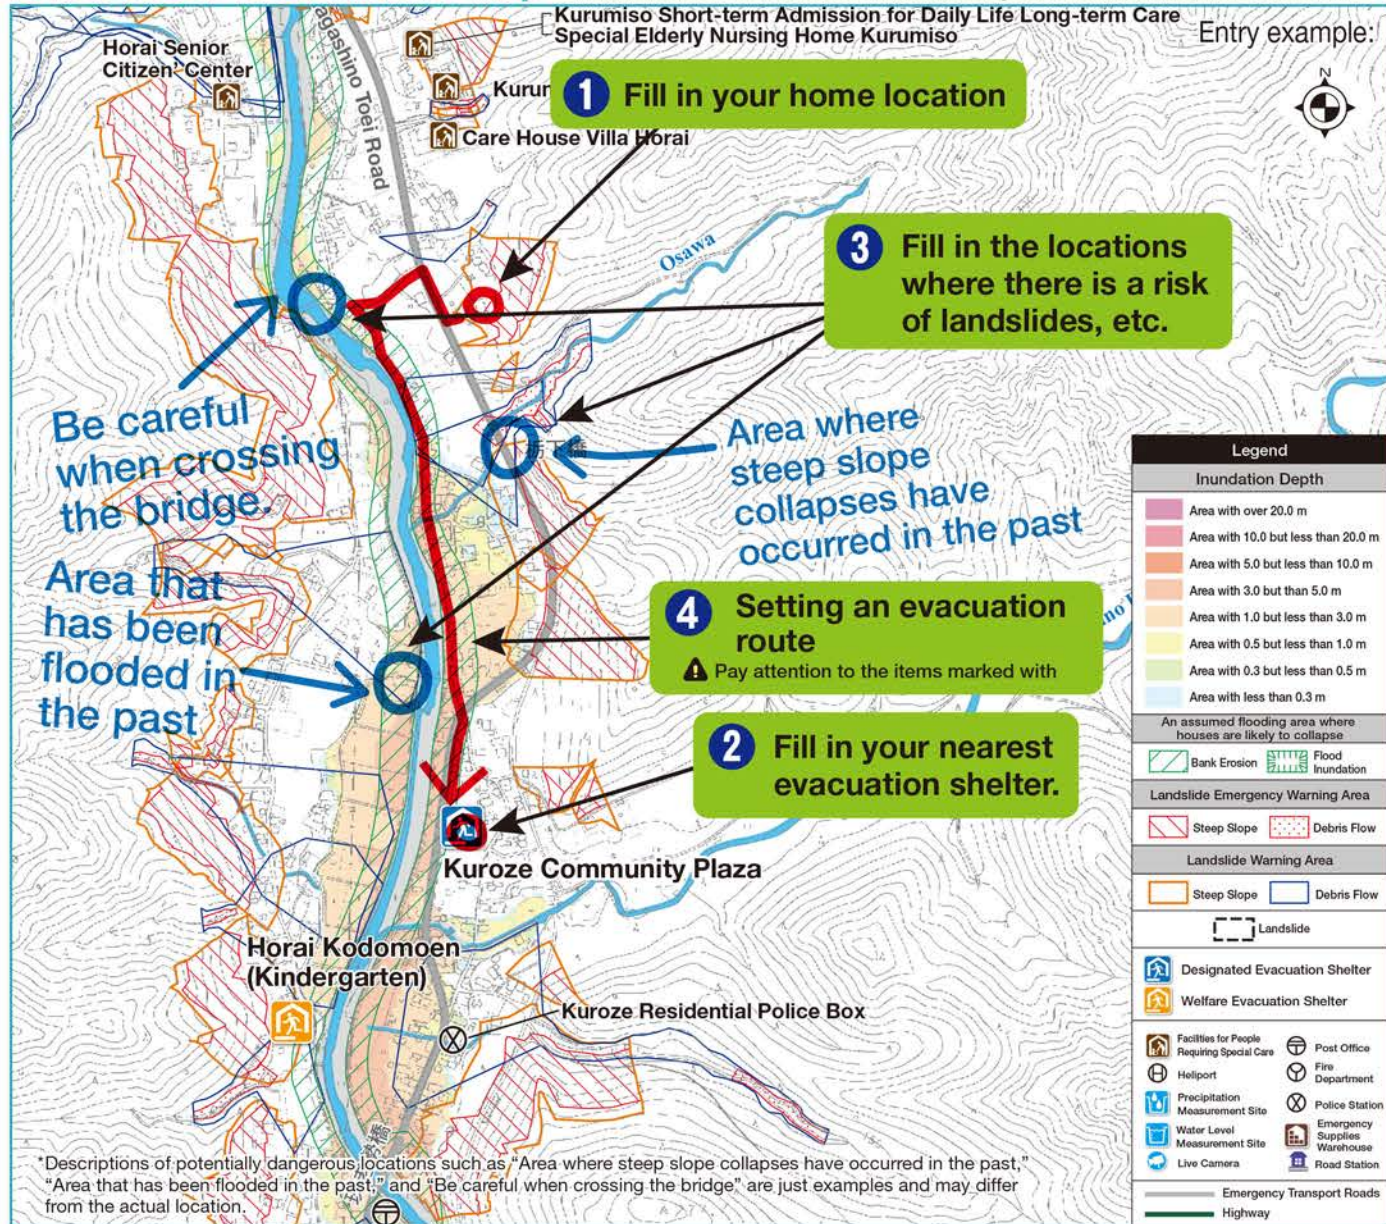 Kurumiso Short-term Admission for Daily Life Long-term Care
Special Elderly Nursing Home Kurumiso
Entry example:
Horai Senior
Citizen' Center
agashino Toei Road
N
Kurur
1 Fill in your home location
Care House Villa Horai
Osawa
3 Fill in the locations
where there is a risk
of landslides, etc.
Be careful
when crossing
the bridge.
Area where
steep slope
collapses have
occurred in the past
Area that
has been
flooded in
the past
4 Setting an evacuation
route
Pay attention to the items marked with
2 Fill in your nearest
evacuation shelter.
Kuroze Community Plaza
Horai Kodomoen
(Kindergarten)
Kuroze Residential Police Box
*Descriptions of potentially dangerous locations such as “Area where steep slope collapses have occurred in the past,”
“Area that has been flooded in the past,” and “Be careful when crossing the bridge” are just examples and may differ
from the actual location.
Legend
Inundation Depth
Area with over 20.0 m
Area with 10.0 but less than 20.0 m
Area with 5.0 but less than 10.0 m
Area with 3.0 but than 5.0 m
Area with 1.0 but less than 3.0 m
Area with 0.5 but less than 1.0 m
Area with 0.3 but less than 0.5 m
Area with less than 0.3 m
An assumed flooding area where
houses are likely to collapse
Bank Erosion
Flood
Inundation
Landslide Emergency Warning Area
Steep Slope
Debris Flow
Landslide Warning Area
Steep Slope
Debris Flow
Landslide
Designated Evacuation Shelter
Welfare Evacuation Shelter
Facilities for People
Requiring Special Care
Post Office
Heliport
Fire
Department
Precipitation
Measurement Site
Police Station
Water Level
Measurement Site
Emergency
Supplies
Warehouse
Live Camera
Road Station
Emergency Transport Roads
Highway